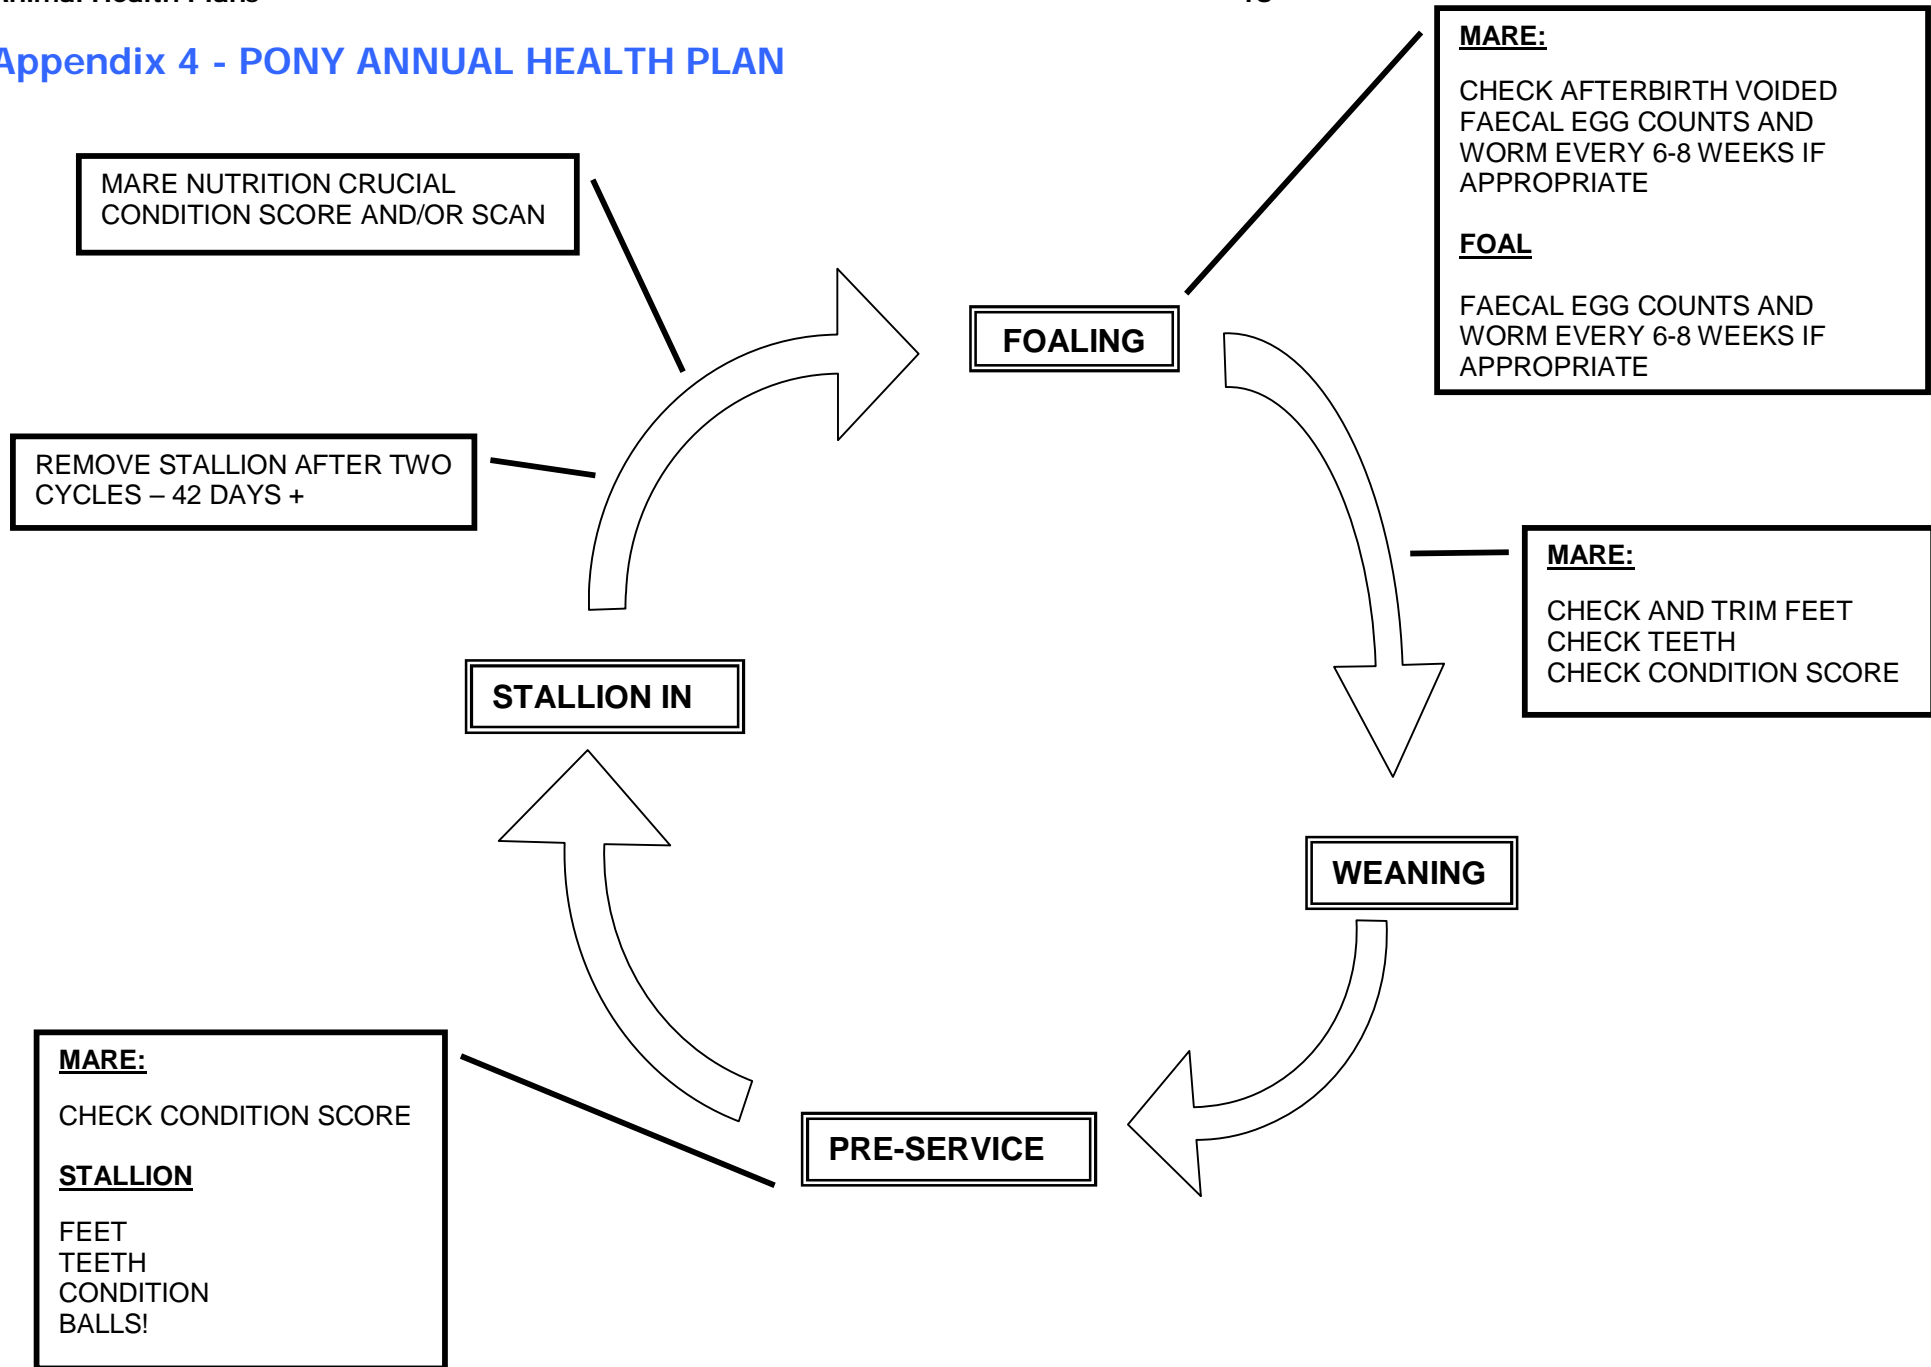 Appendix 4 - PONY ANNUAL HEALTH PLAN
MARE:
CHECK AFTERBIRTH VOIDED
FAECAL EGG COUNTS AND
WORM EVERY 6-8 WEEKS IF
APPROPRIATE
FOAL
FAECAL EGG COUNTS AND
WORM EVERY 6-8 WEEKS IF
APPROPRIATE
MARE NUTRITION CRUCIAL
CONDITION SCORE AND/OR SCAN
FOALING
REMOVE STALLION AFTER TWO
CYCLES – 42 DAYS +
MARE:
CHECK AND TRIM FEET
CHECK TEETH
CHECK CONDITION SCORE
STALLION IN
WEANING
MARE:
CHECK CONDITION SCORE
STALLION
FEET
TEETH
CONDITION
BALLS!
PRE-SERVICE